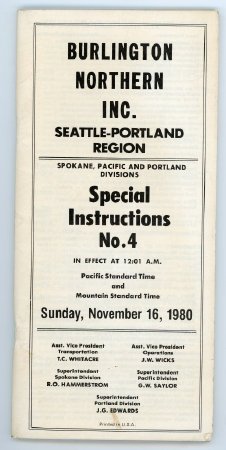 BURLINGTON
NORTHERN
INC.
SEATTLE-PORTLAND
REGION
SPOKANE, PACIFIC AND PORTLAND
DIVISIONS
Special
Instructions
No.4
IN EFFECT AT 12:01 A.M.
Pacific Standard Time
and
Mountain Standard Time
Sunday, November 16, 1980
Asst. Vice President
Transportation
T.C. WHITACRE
Asst. Vice President
Operations
J.W. WICKS
Superintendent
Spokane Division
B.O. HAMMERSTROM
Superintendent
Pacific Division
G.W. SAYLOR
Superintendent
Portland Division
J.G. EDWARDS
Printed in U.S.A.